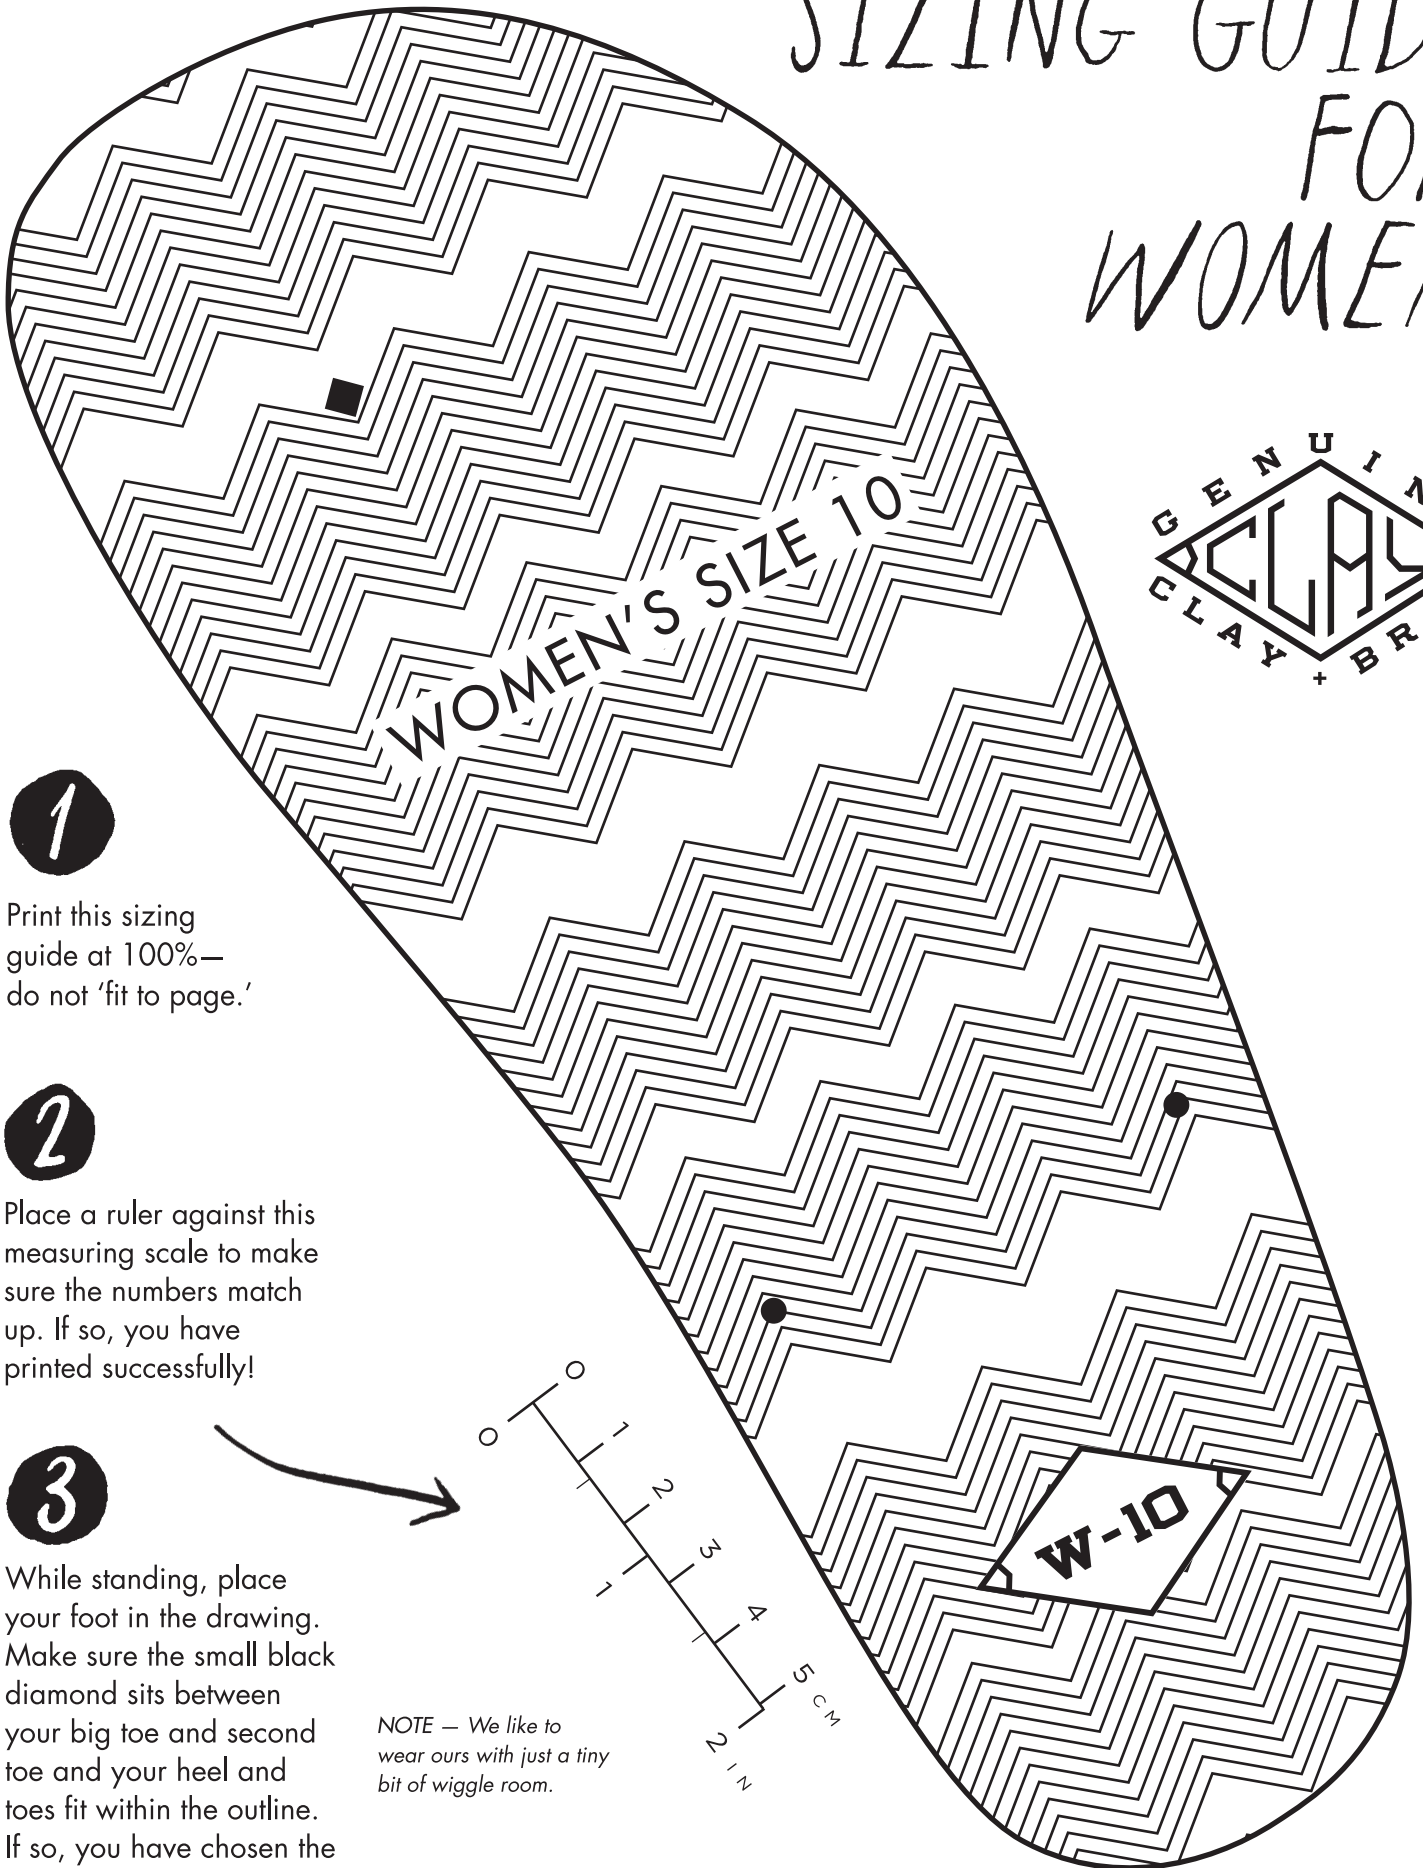 SIZING GUID
FO
WOME
GENUIN
CLAY
CLAY + BR
WOMEN'S SIZE 10
1
Print this sizing
guide at 100%—
do not 'fit to page.'
2
Place a ruler against this
measuring scale to make
sure the numbers match
up. If so, you have
printed successfully!
3
While standing, place
your foot in the drawing.
Make sure the small black
diamond sits between
your big toe and second
toe and your heel and
toes fit within the outline.
If so, you have chosen the
0 1 2 3 4 5 CM
0 1 2 IN
NOTE — We like to
wear ours with just a tiny
bit of wiggle room.
W-10